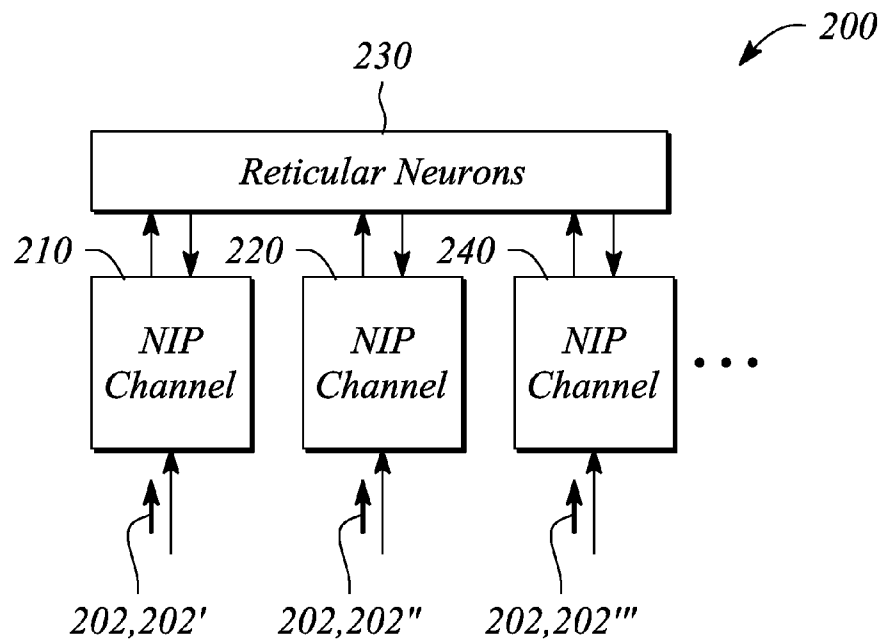 200
230
Reticular Neurons
210
220
240
NIP
Channel
NIP
Channel
NIP
Channel
202,202'
202,202"
202,202'''